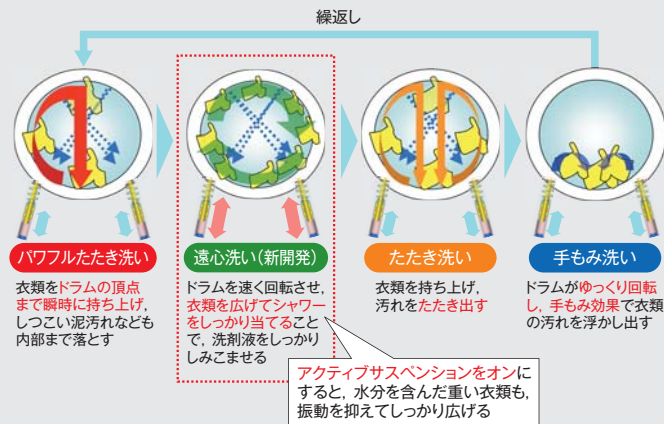 繰返し
パワフルたたき洗い
衣類をドラムの頂点
まで瞬時に持ち上げ,
しつこい泥汚れなども
内部まで落とす
遠心洗い(新開発)
ドラムを速く回転させ,
衣類を広げてシャワー
をしっかり当てること
で, 洗剤液をしっかり
しみこませる
たたき洗い
衣類を持ち上げ,
汚れをたたき出す
手もみ洗い
ドラムがゆっくり回転
し, 手もみ効果で衣類
の汚れを浮かし出す
アクティブサスペンションをオンに
すると, 水分を含んだ重い衣類も,
振動を抑えてしっかり広げる